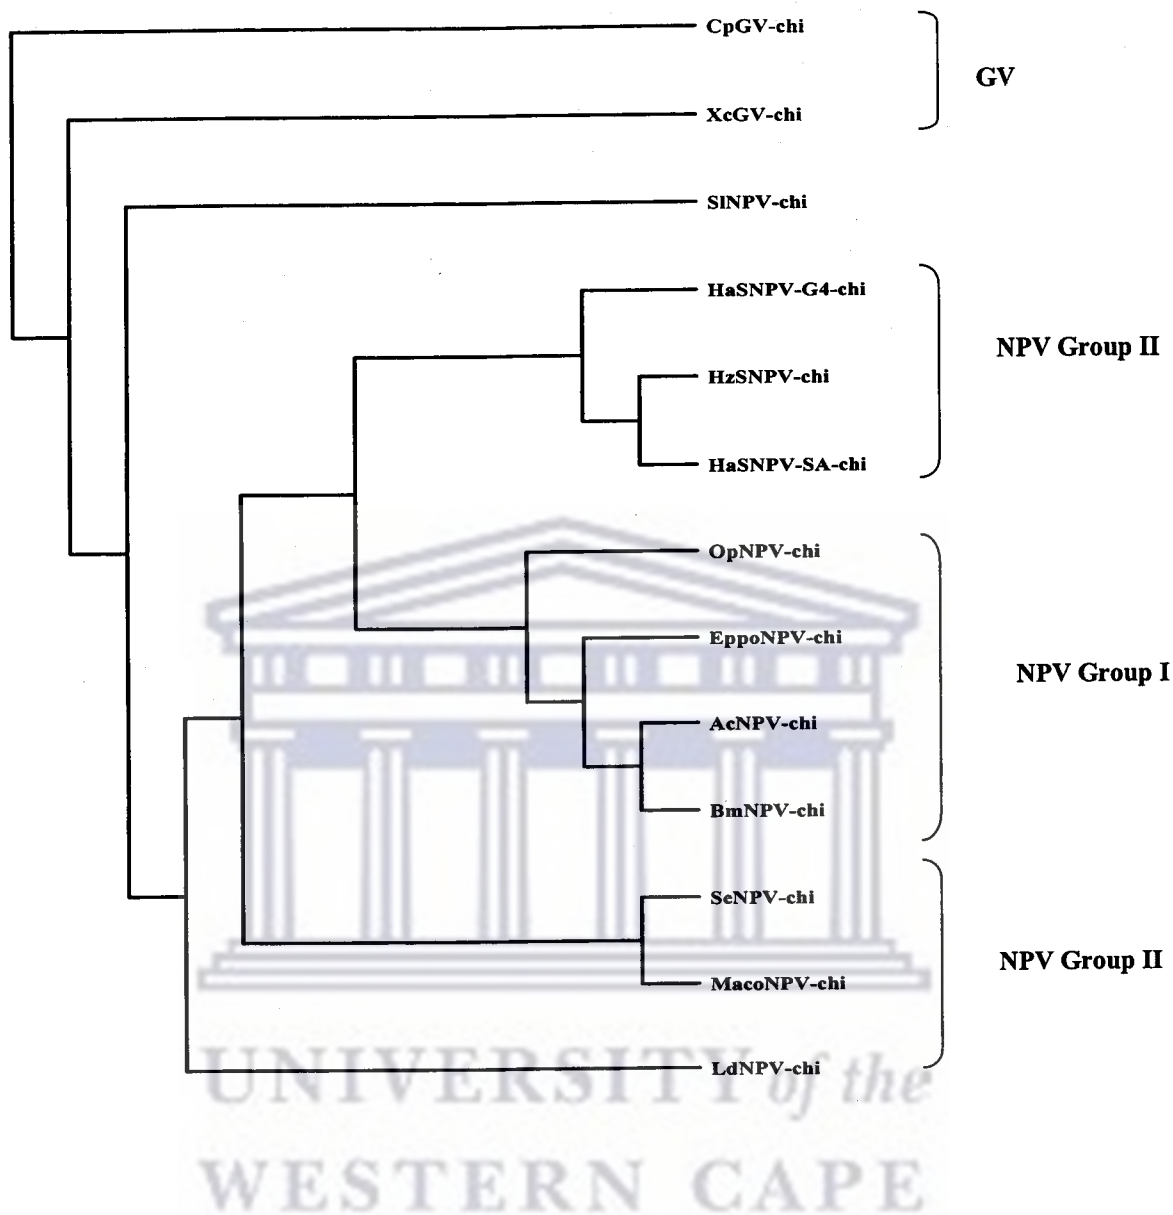 CpGV-chi
GV
XcGV-chi
SlNPV-chi
HaSNPV-G4-chi
NPV Group II
HzSNPV-chi
HaSNPV-SA-chi
OpNPV-chi
EppoNPV-chi
NPV Group I
AcNPV-chi
BmNPV-chi
SeNPV-chi
NPV Group II
MacoNPV-chi
LdNPV-chi
UNIVERSITY of the
WESTERN CAPE